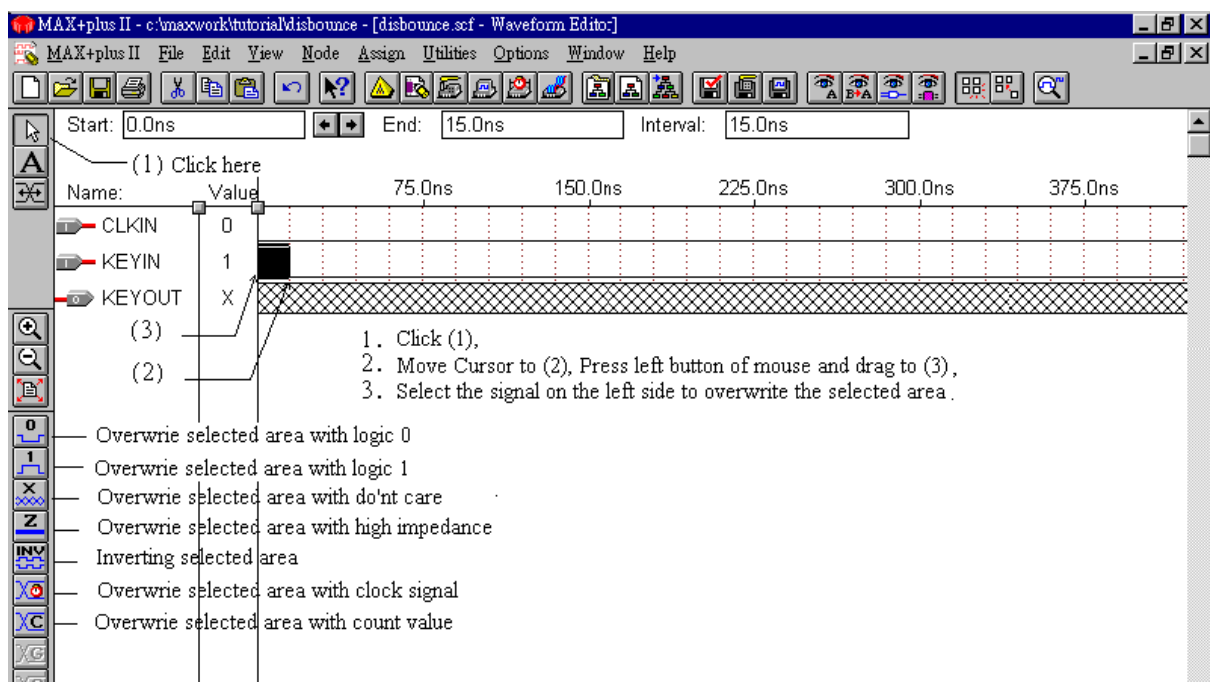 MAX+plus II - c:\maxwork\tutorial\disbounce - [disbounce.scf - Waveform Editor]
MAX+plus II File Edit View Node Assign Utilities Options Window Help
Start: 0.0ns End: 15.0ns Interval: 15.0ns
A
(1) Click here
Name: Value 75.0ns 150.0ns 225.0ns 300.0ns 375.0ns
CLKIN 0
KEYIN 1
KEYOUT X
(3)
(2)
1. Click (1),
2. Move Cursor to (2), Press left button of mouse and drag to (3),
3. Select the signal on the left side to overwrite the selected area.
0 Overwrie selected area with logic 0
1 Overwrie selected area with logic 1
X Overwrie selected area with do'nt care
Z Overwrie selected area with high impedance
INV Inverting selected area
Overwrie selected area with clock signal
XC Overwrie selected area with count value
XG